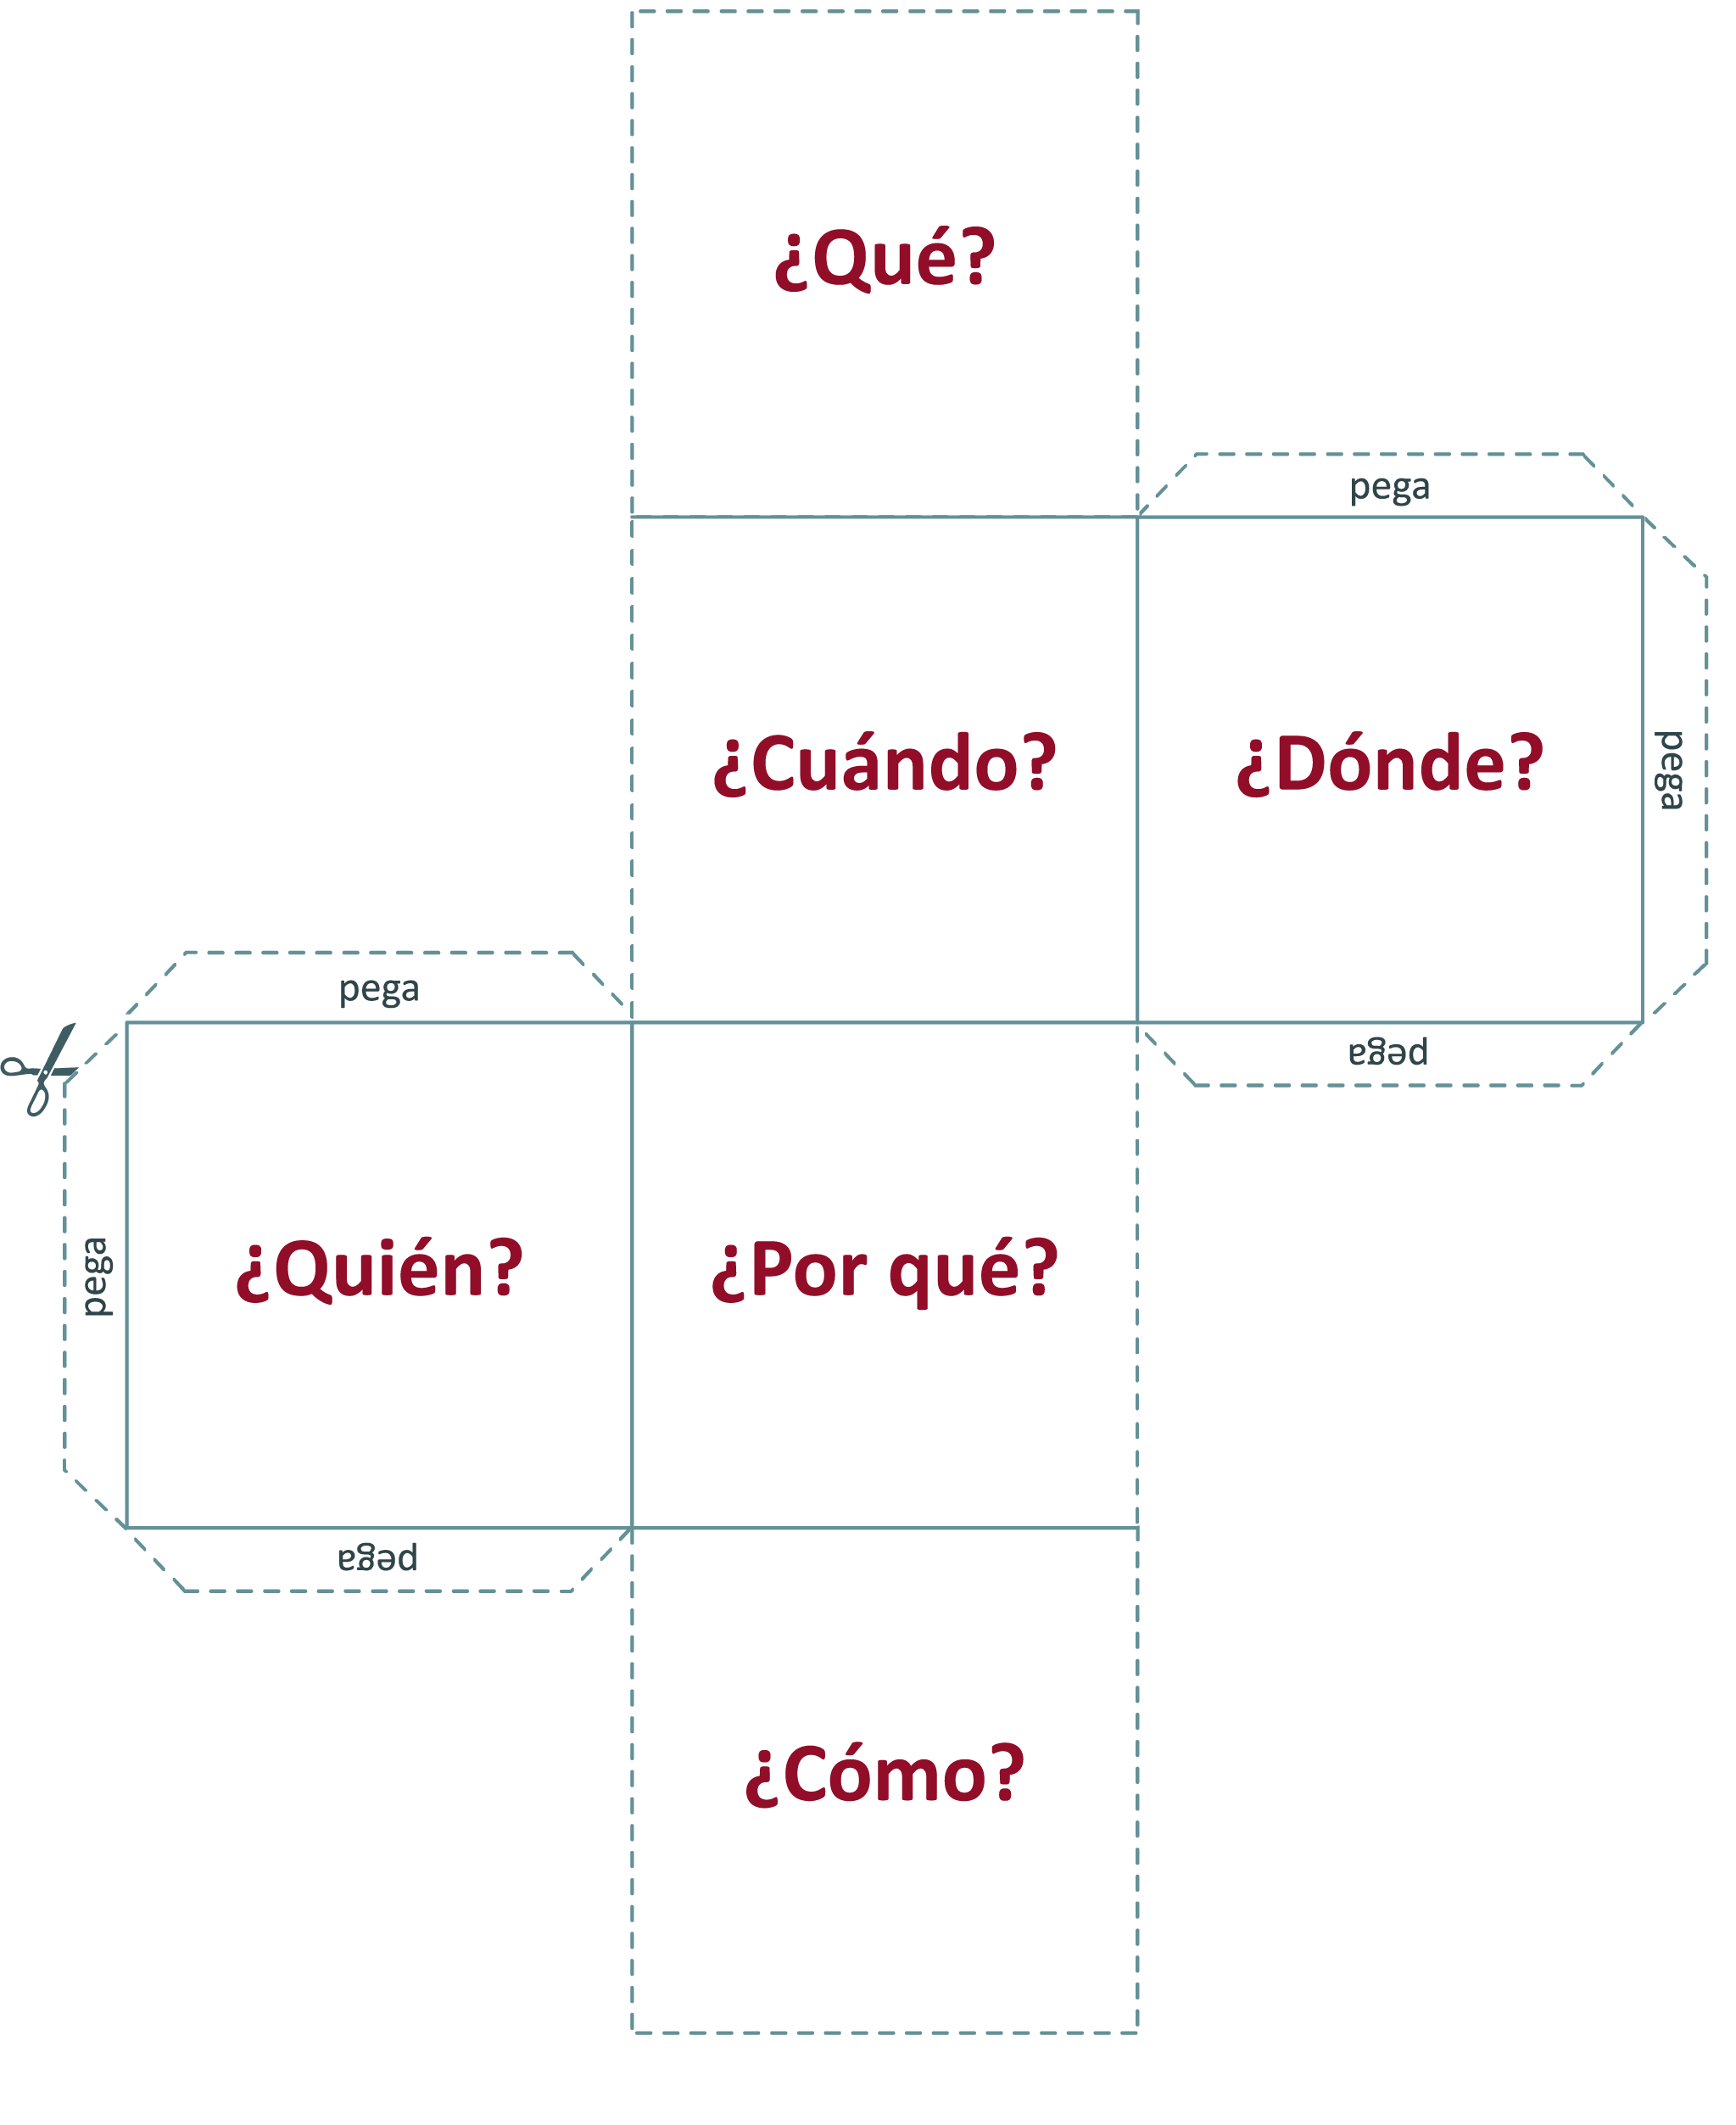 ¿Qué?
pega
¿Cuándo?
¿Dónde?
pega
pega
pega
¿Quién?
¿Por qué?
pega
pega
¿Cómo?